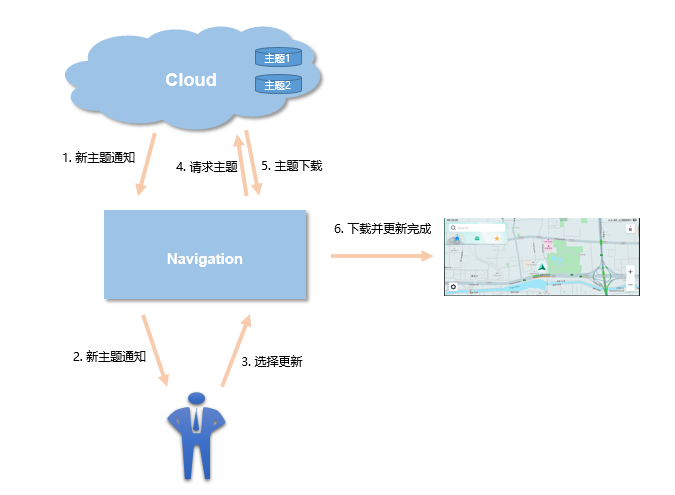 主题1
Cloud
主题2
1. 新主题通知
4. 请求主题
5. 主题下载
6. 下载并更新完成
Navigation
2. 新主题通知
3. 选择更新